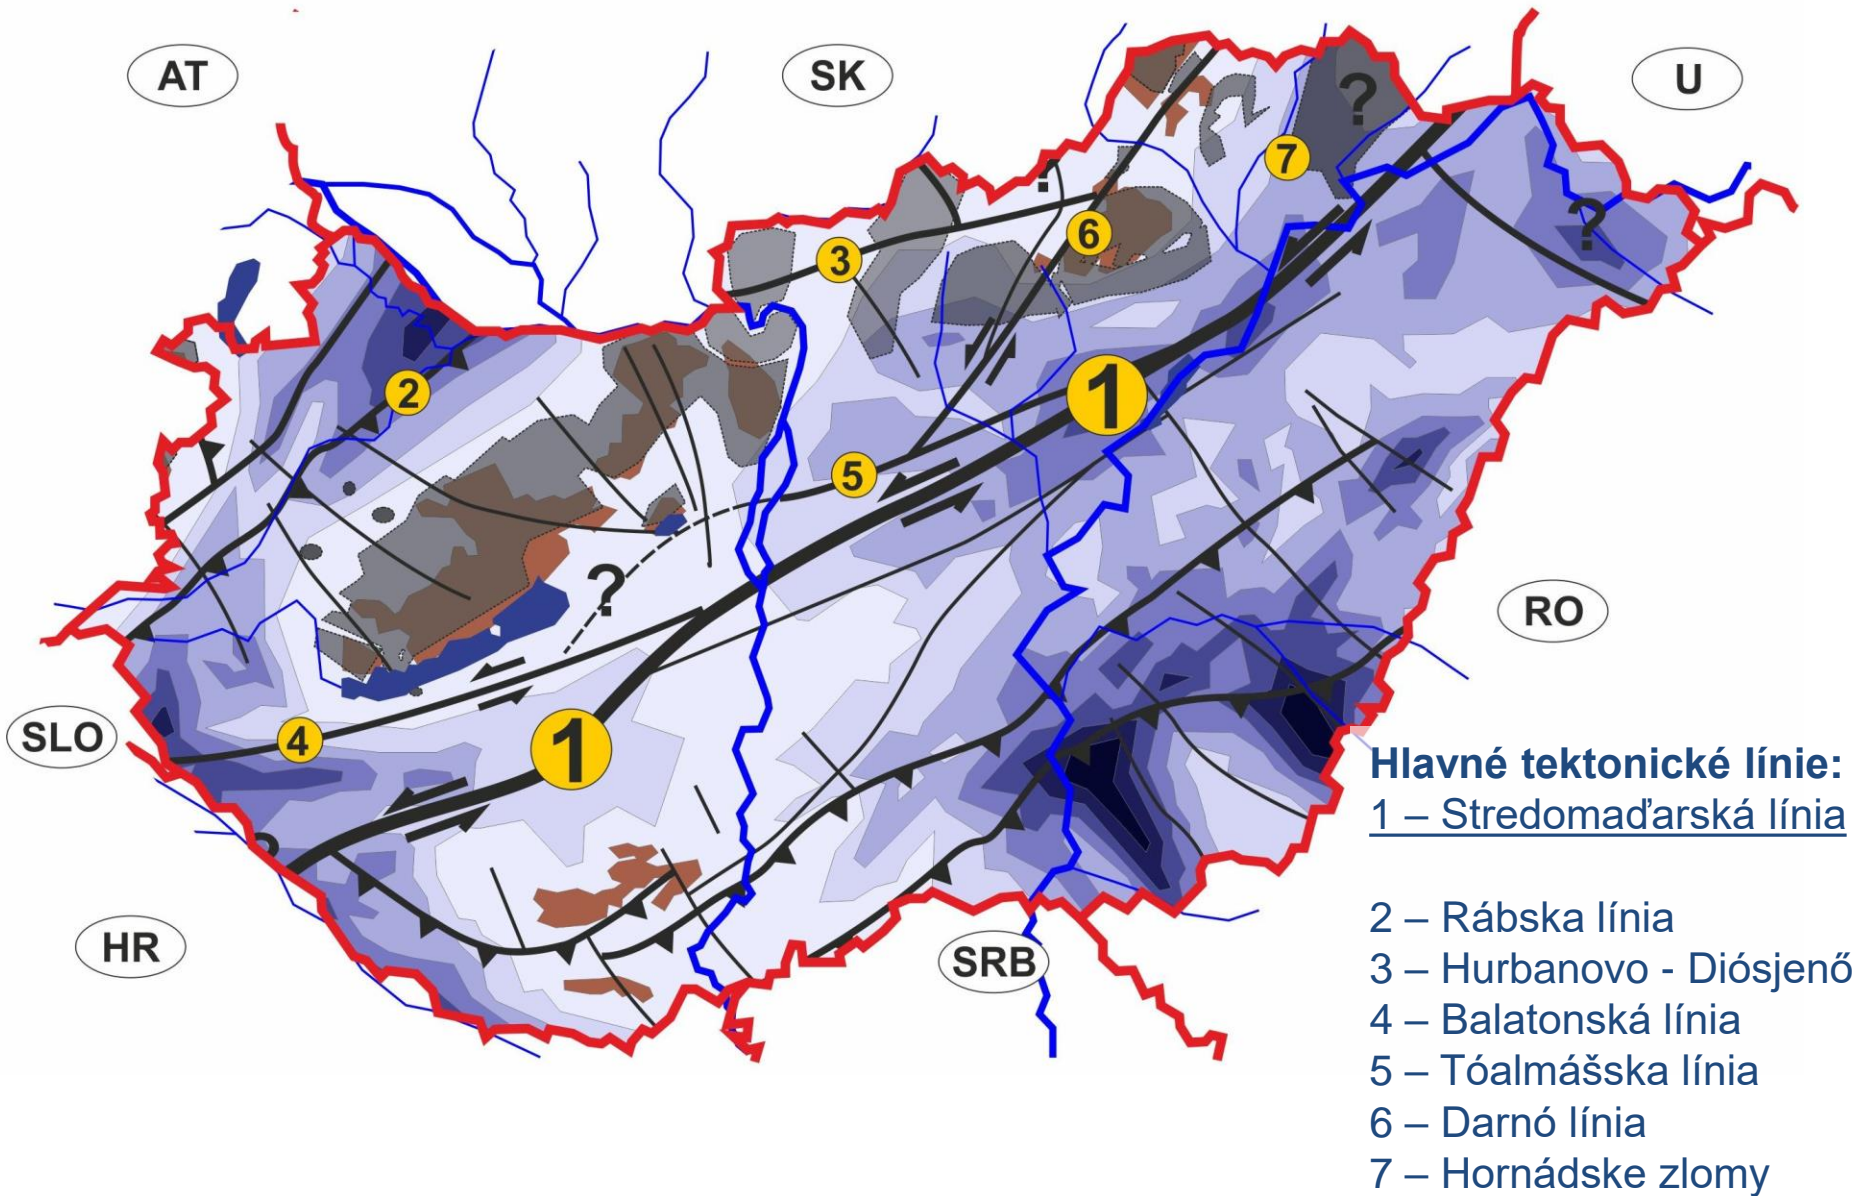 AT
SK
U
?
7
?
?
?
6
3
2
1
5
?
RO
SLO
4
1
Hlavné tektonické línie:
1 – Stredomaďarská línia
?
2 – Rábska línia
HR
SRB
3 – Hurbanovo - Diósjenő
4 – Balatonská línia
5 – Tóalmášska línia
6 – Darnó línia
7 – Hornádske zlomy